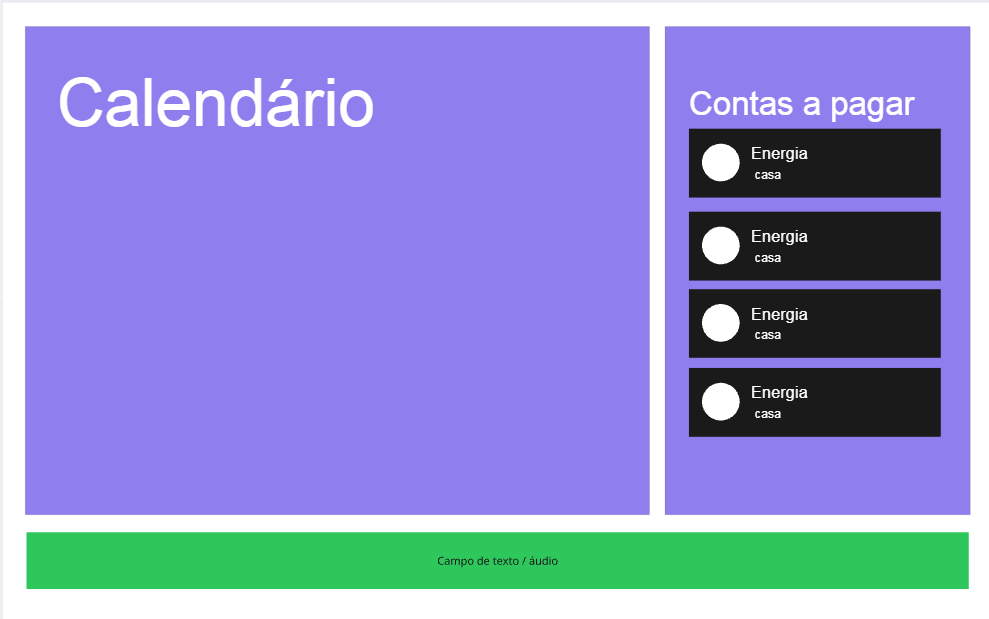 Calendário
Contas a pagar
Energia
casa
Energia
casa
Energia
casa
Energia
casa
Campo de texto / áudio